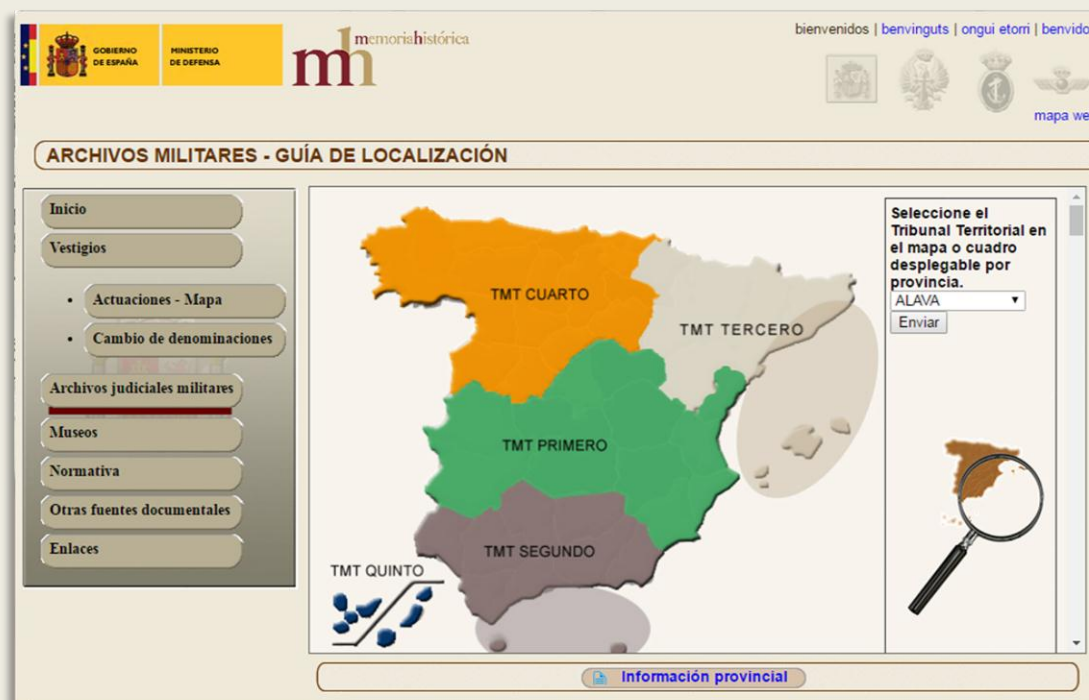 GOBIERNO
DE ESPAÑA
MINISTERIO
DE DEFENSA
mh
memoriahistórica
bienvenidos | benvinguts | ongui etorri | benvido
mapa we
ARCHIVOS MILITARES - GUÍA DE LOCALIZACIÓN
Inicio
Vestigios
• Actuaciones - Mapa
• Cambio de denominaciones
Archivos judiciales militares
Museos
Normativa
Otras fuentes documentales
Enlaces
TMT CUARTO
TMT TERCERO
TMT PRIMERO
TMT SEGUNDO
TMT QUINTO
Seleccione el
Tribunal Territorial en
el mapa o cuadro
desplegable por
provincia.
ALAVA
Enviar
Información provincial